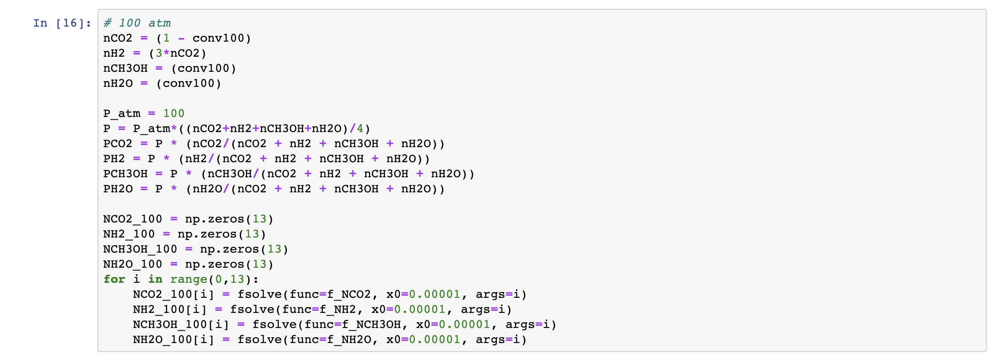 In [16]: # 100 atm
nCO2 = (1 - conv100)
nH2 = (3*nCO2)
nCH3OH = (conv100)
nH2O = (conv100)

P_atm = 100
P = P_atm*((nCO2+nH2+nCH3OH+nH2O)/4)
PCO2 = P * (nCO2/(nCO2 + nH2 + nCH3OH + nH2O))
PH2 = P * (nH2/(nCO2 + nH2 + nCH3OH + nH2O))
PCH3OH = P * (nCH3OH/(nCO2 + nH2 + nCH3OH + nH2O))
PH2O = P * (nH2O/(nCO2 + nH2 + nCH3OH + nH2O))

NCO2_100 = np.zeros(13)
NH2_100 = np.zeros(13)
NCH3OH_100 = np.zeros(13)
NH2O_100 = np.zeros(13)
for i in range(0,13):
    NCO2_100[i] = fsolve(func=f_NCO2, x0=0.00001, args=i)
    NH2_100[i] = fsolve(func=f_NH2, x0=0.00001, args=i)
    NCH3OH_100[i] = fsolve(func=f_NCH3OH, x0=0.00001, args=i)
    NH2O_100[i] = fsolve(func=f_NH2O, x0=0.00001, args=i)